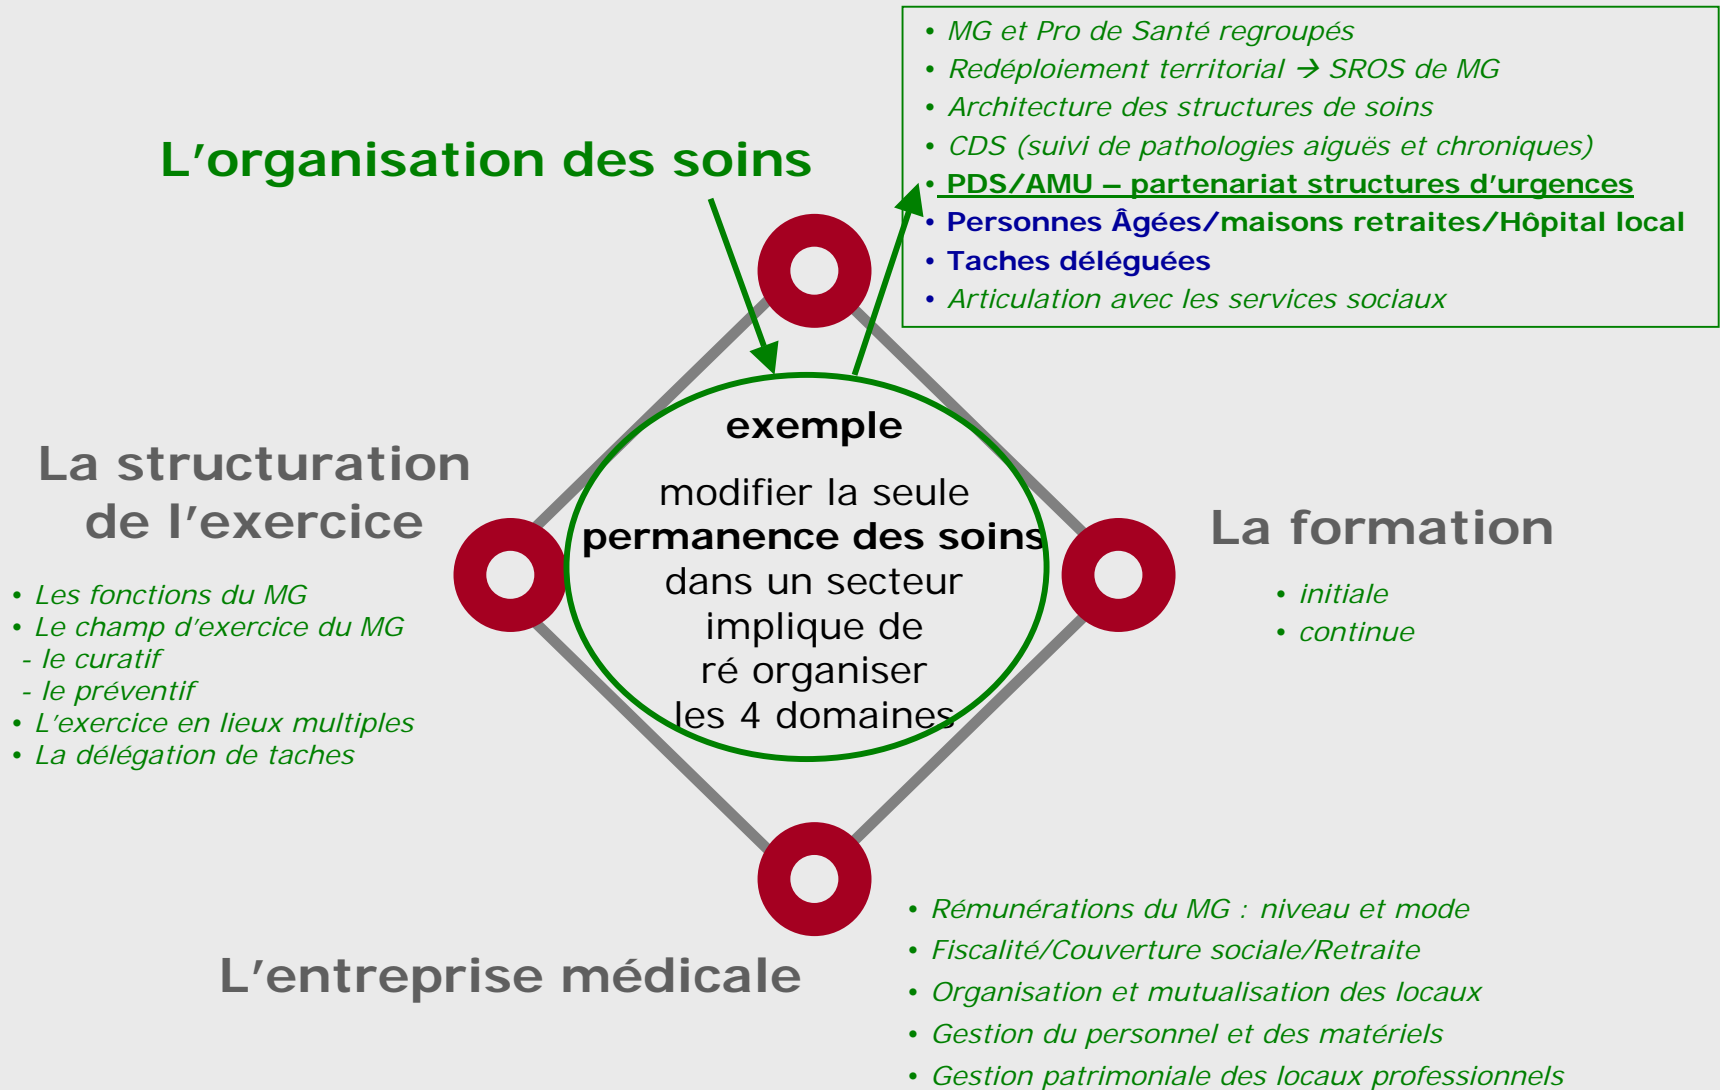 L'organisation des soins
• MG et Pro de Santé regroupés
• Redéploiement territorial → SROS de MG
• Architecture des structures de soins
• CDS (suivi de pathologies aiguës et chroniques)
• PDS/AMU – partenariat structures d'urgences
• Personnes Âgées/maisons retraites/Hôpital local
• Taches déléguées
• Articulation avec les services sociaux
La structuration
de l'exercice
• Les fonctions du MG
• Le champ d'exercice du MG
- le curatif
- le préventif
• L'exercice en lieux multiples
• La délégation de taches
exemple
modifier la seule
permanence des soins
dans un secteur
implique de
ré organiser
les 4 domaines
La formation
• initiale
• continue
L'entreprise médicale
• Rémunérations du MG : niveau et mode
• Fiscalité/Couverture sociale/Retraite
• Organisation et mutualisation des locaux
• Gestion du personnel et des matériels
• Gestion patrimoniale des locaux professionnels